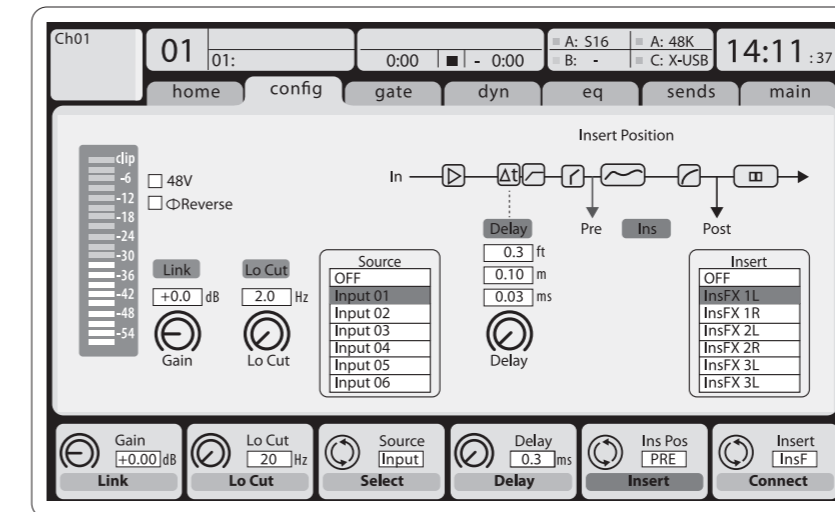 Ch01
01
01:
0:00
- 0:00
A: S16
B: -
A: 48K
C: X-USB
14:11 :37
home
config
gate
dyn
eq
sends
main
Insert Position
clip
-6
-12
-18
-24
-30
-36
-42
-48
-54
48V
ΦReverse
In
Δt
Pre
Ins
Post
Link
+0.0 dB
Gain
Lo Cut
2.0 Hz
Lo Cut
Source
OFF
Input 01
Input 02
Input 03
Input 04
Input 05
Input 06
Delay
0.3 ft
0.10 m
0.03 ms
Delay
Insert
OFF
InsFX 1L
InsFX 1R
InsFX 2L
InsFX 2R
InsFX 3L
InsFX 3L
Gain
+0.00 dB
Link
Lo Cut
20 Hz
Lo Cut
Source
Input
Select
Delay
0.3 ms
Delay
Ins Pos
PRE
Insert
Insert
InsF
Connect